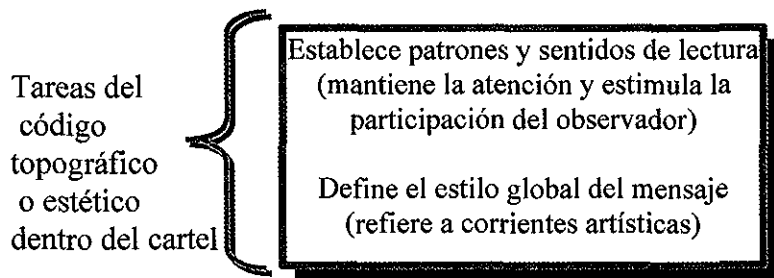 Tareas del
código
topográfico
o estético
dentro del cartel
Establece patrones y sentidos de lectura
(mantiene la atención y estimula la
participación del observador)
Define el estilo global del mensaje
(refiere a corrientes artísticas)